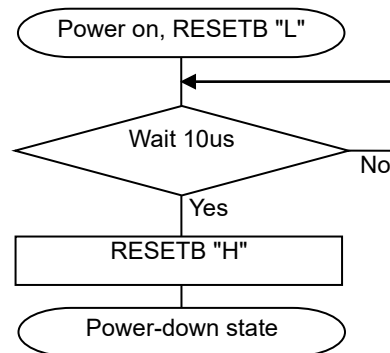 Power on, RESETB "L"
Wait 10us
No
Yes
RESETB "H"
Power-down state